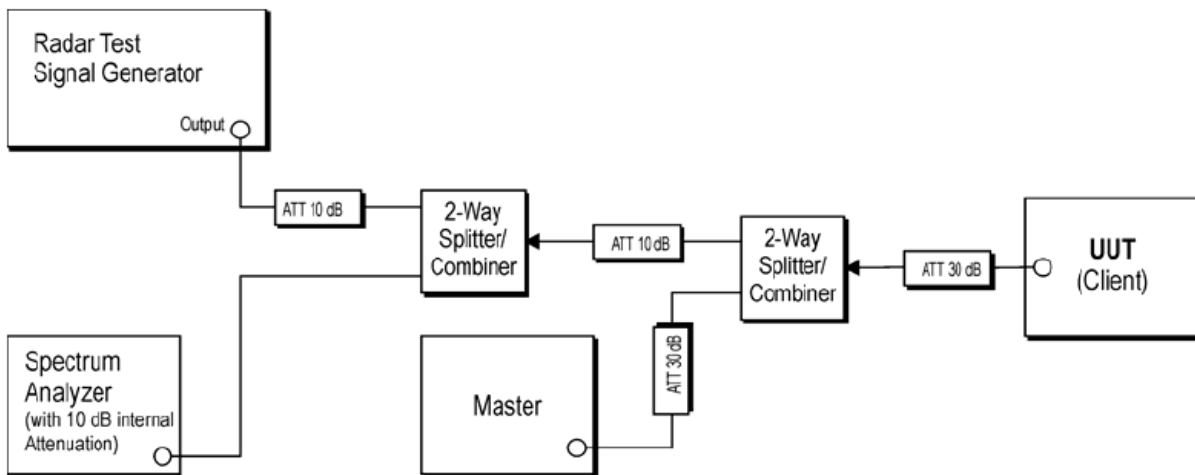 Radar Test
Signal Generator
Output
ATT 10 dB
2-Way
Splitter/
Combiner
ATT 10 dB
2-Way
Splitter/
Combiner
ATT 30 dB
UUT
(Client)
Spectrum
Analyzer
(with 10 dB internal
Attenuation)
Master
ATT 30 dB